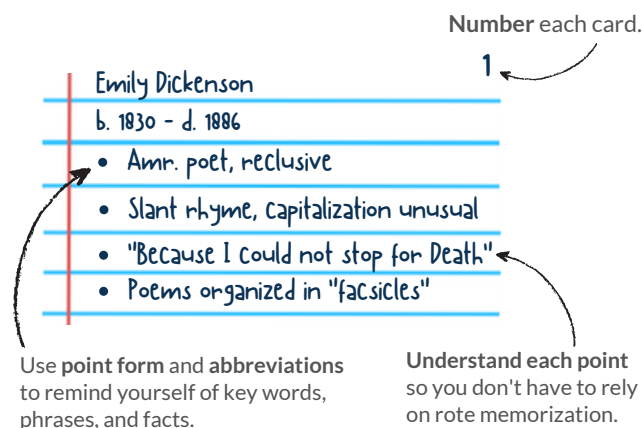 Number each card.
1
Emily Dickenson
b. 1830 - d. 1886
• Amr. poet, reclusive
• Slant rhyme, capitalization unusual
• "Because I could not stop for Death"
• Poems organized in "facsicles"
Use point form and abbreviations
to remind yourself of key words,
phrases, and facts.
Understand each point
so you don't have to rely
on rote memorization.